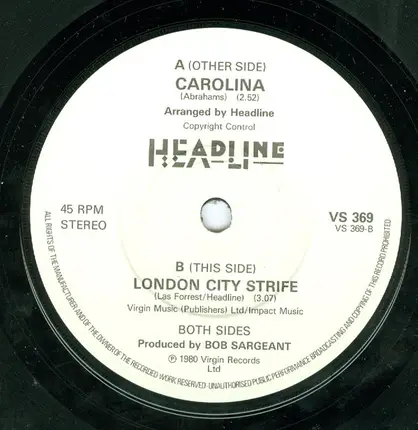 A (OTHER SIDE)
CAROLINA
(Abrahams) (2.52)
Arranged by Headline
Copyright Control
HEADLINE
45 RPM
STEREO
VS 369
VS 369-B
B (THIS SIDE)
LONDON CITY STRIFE
(Las Forrest/Headline) (3.07)
Virgin Music (Publishers) Ltd/Impact Music
BOTH SIDES
Produced by BOB SARGEANT
℗ 1980 Virgin Records
Ltd
ALL RIGHTS OF THE MANUFACTURER AND OF THE OWNER OF THE RECORDED WORK RESERVED · UNAUTHORISED PUBLIC PERFORMANCE BROADCASTING AND COPYING OF THIS RECORD PROHIBITED